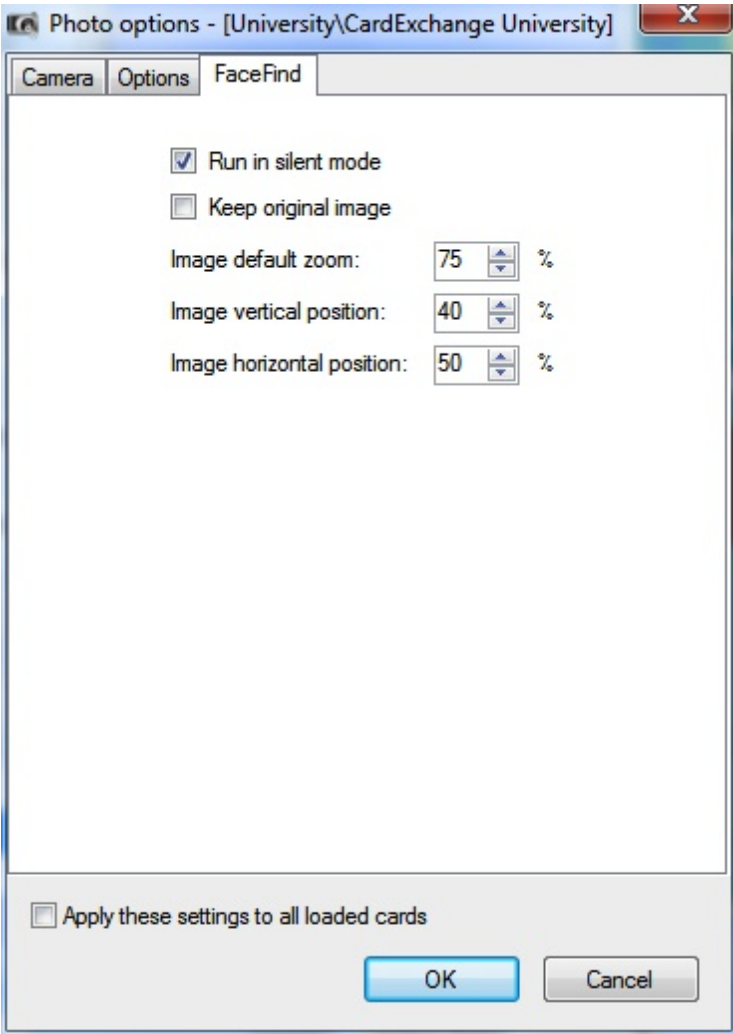 Photo options - [University\CardExchange University]
Camera Options FaceFind
Run in silent mode
Keep original image
Image default zoom: 75 %
Image vertical position: 40 %
Image horizontal position: 50 %
Apply these settings to all loaded cards
OK Cancel